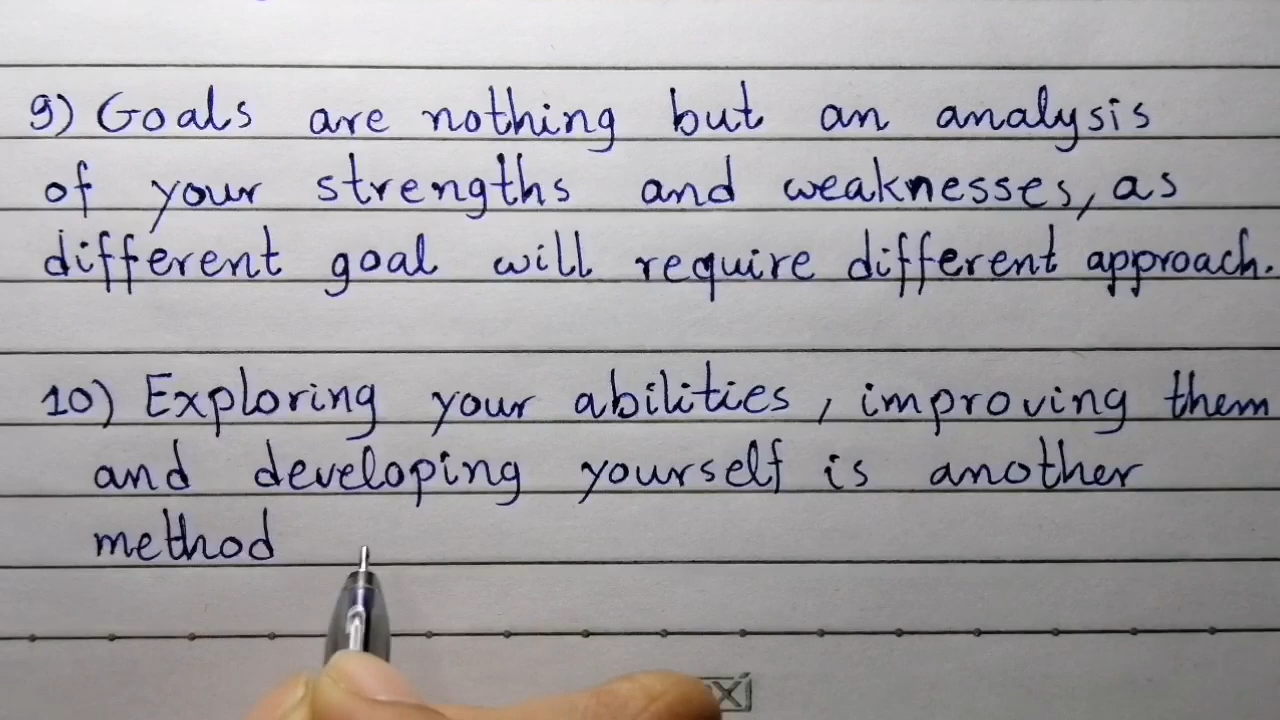 9) Goals are nothing but an analysis
of your strengths and weaknesses, as
different goal will require different approach.
10) Exploring your abilities, improving them
and developing yourself is another
method